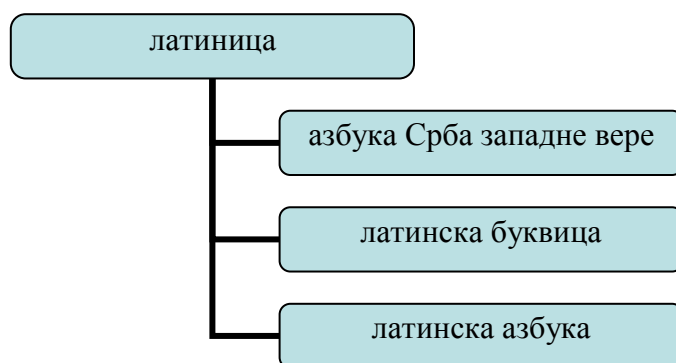 латиница
азбука Срба западне вере
латинска буквица
латинска азбука